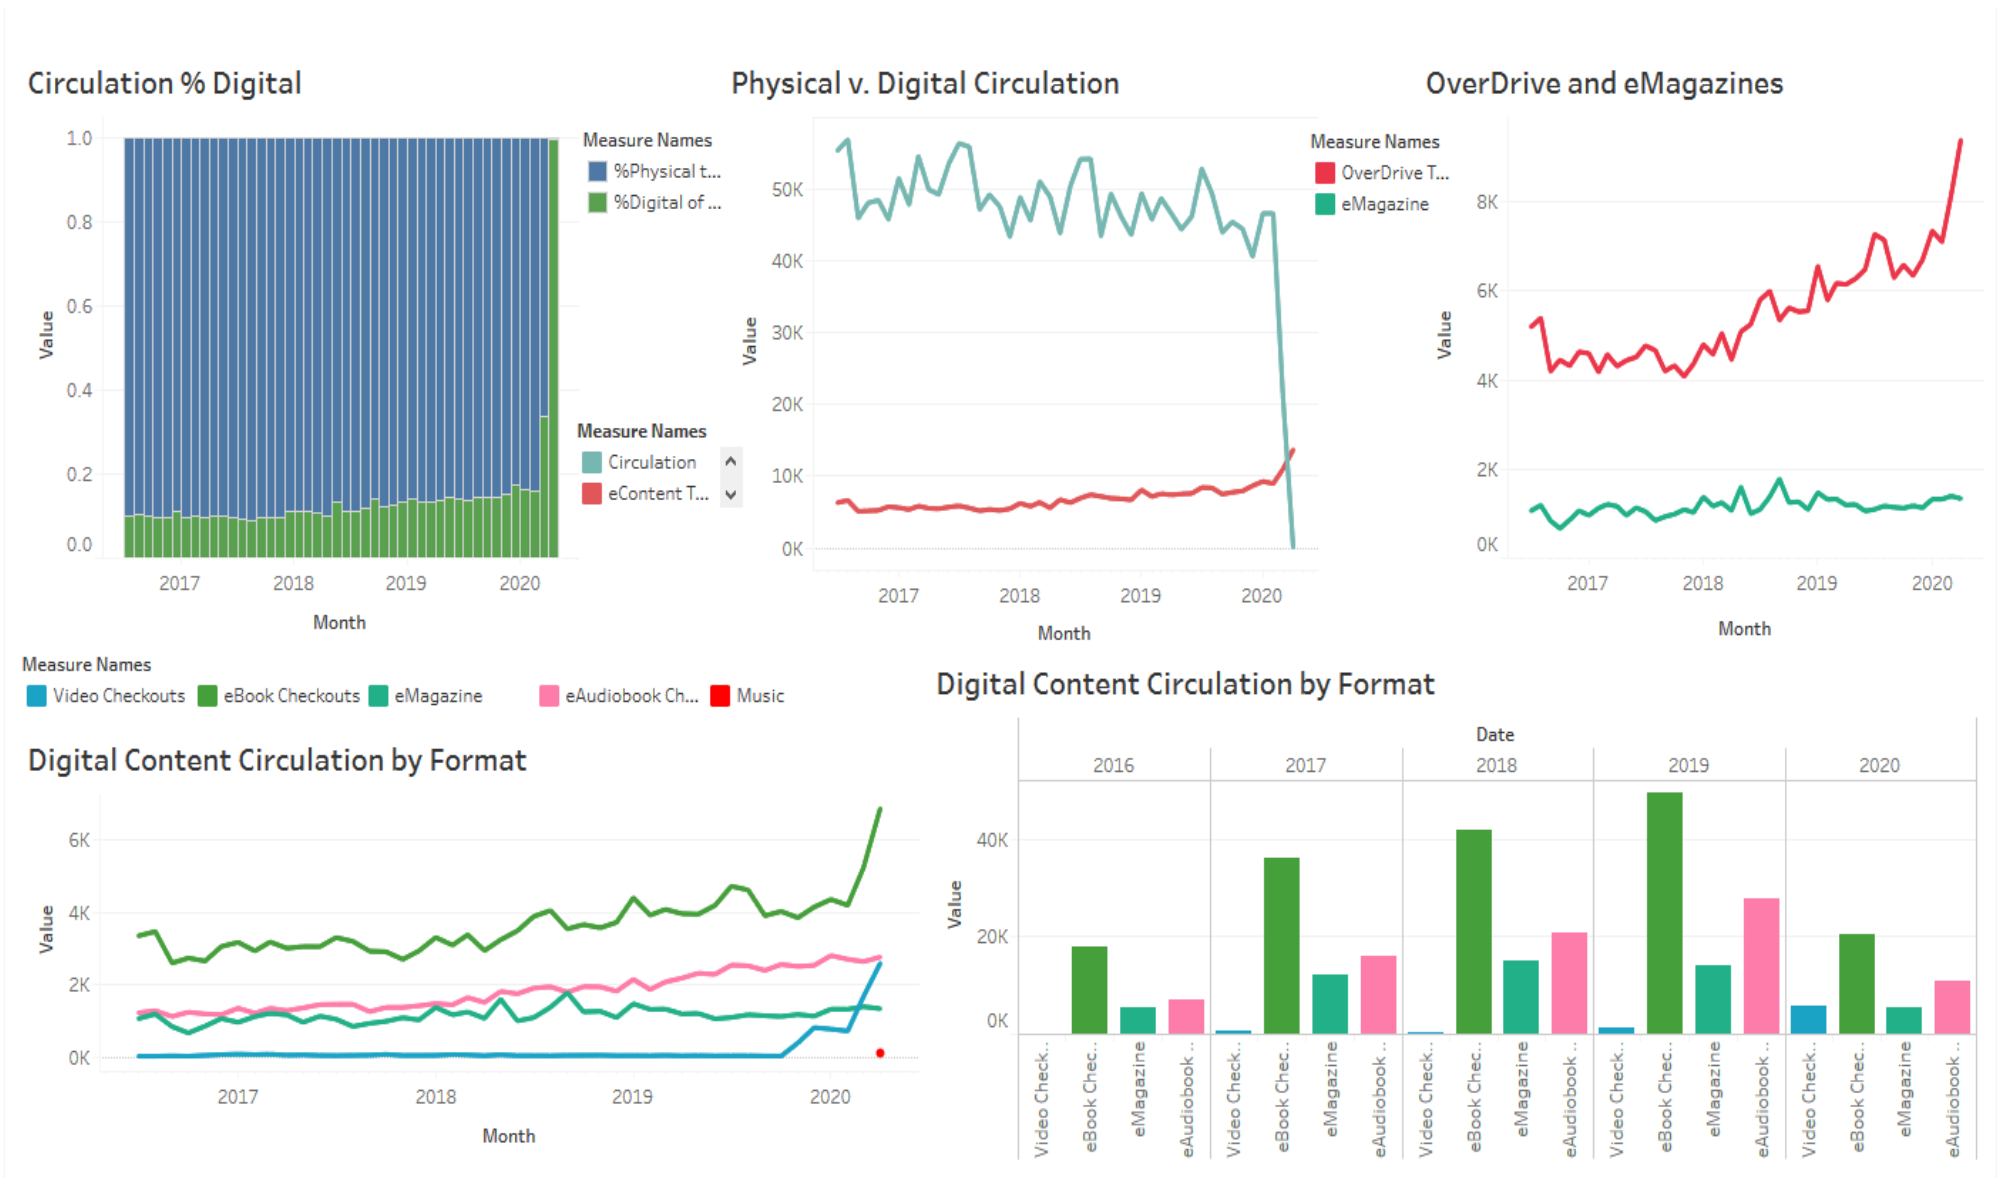 Circulation % Digital
Measure Names
%Physical t...
%Digital of ...
1.0
0.8
0.6
0.4
0.2
0.0
Value
2017 2018 2019 2020
Month
Physical v. Digital Circulation
Measure Names
Circulation
eContent T...
50K
40K
30K
20K
10K
0K
Value
2017 2018 2019 2020
Month
OverDrive and eMagazines
Measure Names
OverDrive T...
eMagazine
8K
6K
4K
2K
0K
Value
2017 2018 2019 2020
Month
Measure Names
Video Checkouts eBook Checkouts eMagazine eAudiobook Ch... Music
Digital Content Circulation by Format
6K
4K
2K
0K
Value
2017 2018 2019 2020
Month
Digital Content Circulation by Format
Date
2016 2017 2018 2019 2020
40K
20K
0K
Value
Video Check..
eBook Chec..
eMagazine
eAudiobook ..
Video Check..
eBook Chec..
eMagazine
eAudiobook ..
Video Check..
eBook Chec..
eMagazine
eAudiobook ..
Video Check..
eBook Chec..
eMagazine
eAudiobook ..
Video Check..
eBook Chec..
eMagazine
eAudiobook ..